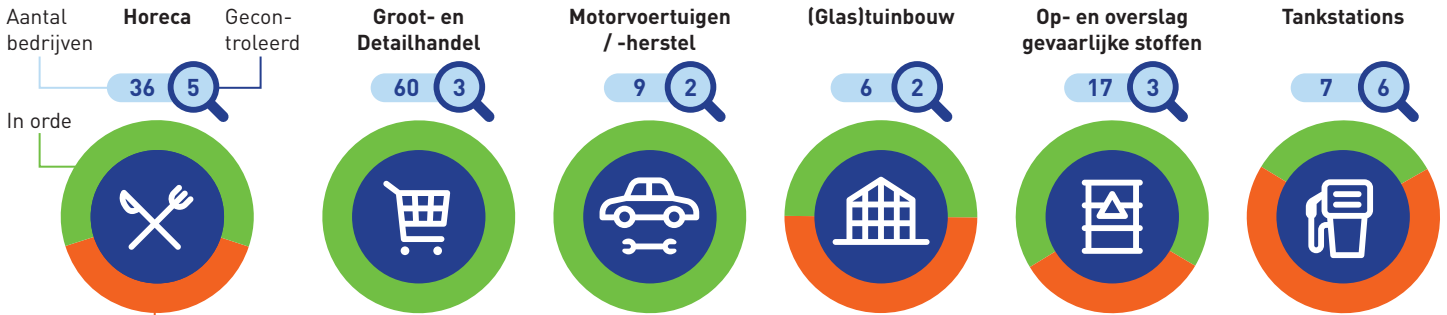 Aantal
bedrijven
Horeca
Gecon-
troleerd
36 5
In orde
Groot- en
Detailhandel
60 3
Motorvoertuigen
/ -herstel
9 2
(Glas)tuinbouw
6 2
Op- en overslag
gevaarlijke stoffen
17 3
Tankstations
7 6